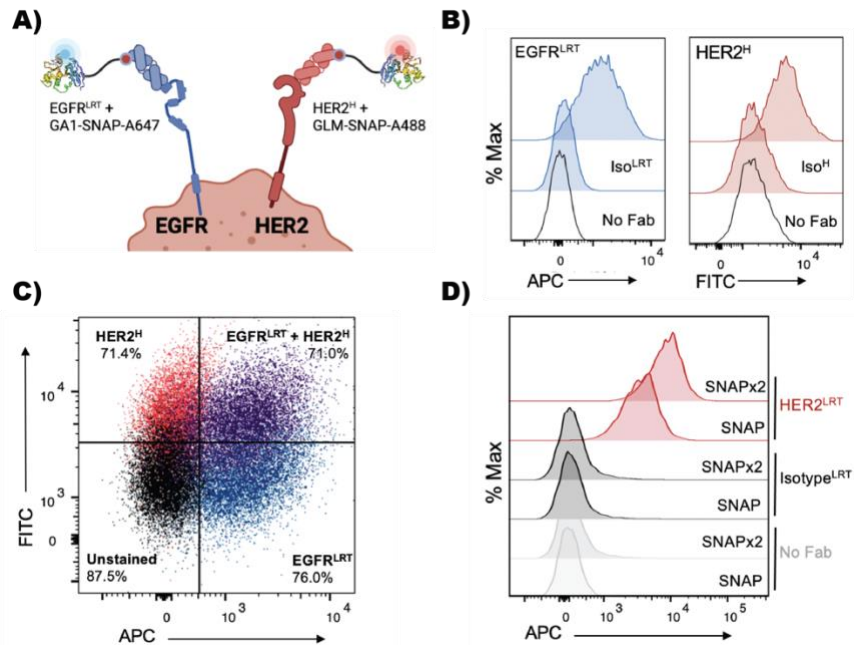 A)
EGFR^LRT +
GA1-SNAP-A647
HER2^H +
GLM-SNAP-A488
EGFR
HER2
B)
% Max
EGFR^LRT
Iso^LRT
No Fab
0
10^4
APC
HER2^H
Iso^H
No Fab
0
10^4
FITC
C)
FITC
10^4
10^3
0
HER2^H
71.4%
EGFR^LRT + HER2^H
71.0%
Unstained
87.5%
EGFR^LRT
76.0%
0
10^3
10^4
APC
D)
% Max
SNAPx2
SNAP
HER2^LRT
SNAPx2
SNAP
Isotype^LRT
SNAPx2
SNAP
No Fab
0
10^3
10^4
10^5
APC